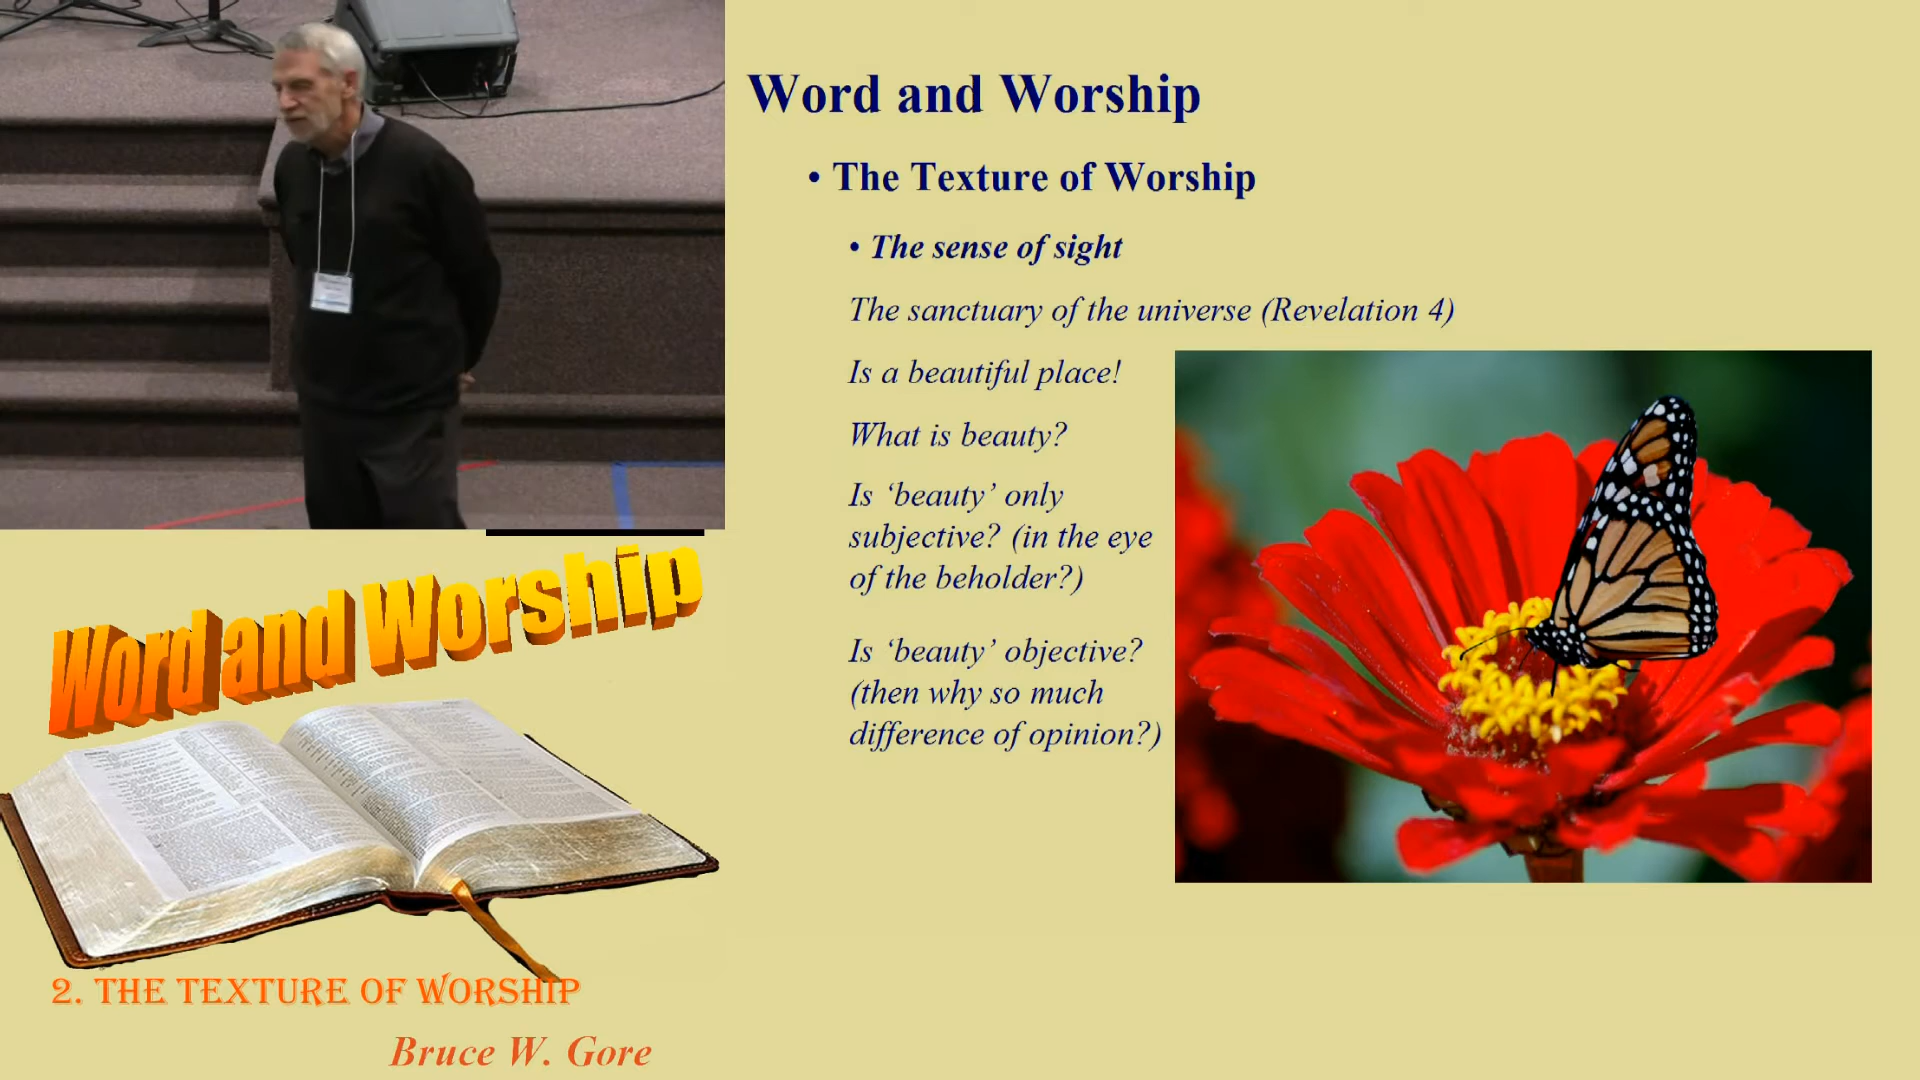 Word and Worship
• The Texture of Worship
• The sense of sight
The sanctuary of the universe (Revelation 4)
Is a beautiful place!
What is beauty?
Is ‘beauty’ only
subjective? (in the eye
of the beholder?)
Is ‘beauty’ objective?
(then why so much
difference of opinion?)
Word and Worship
2. THE TEXTURE OF WORSHIP
Bruce W. Gore